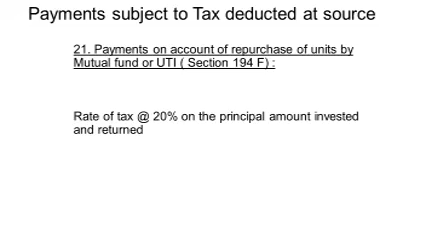 Payments subject to Tax deducted at source
21. Payments on account of repurchase of units by
Mutual fund or UTI ( Section 194 F) :
Rate of tax @ 20% on the principal amount invested
and returned